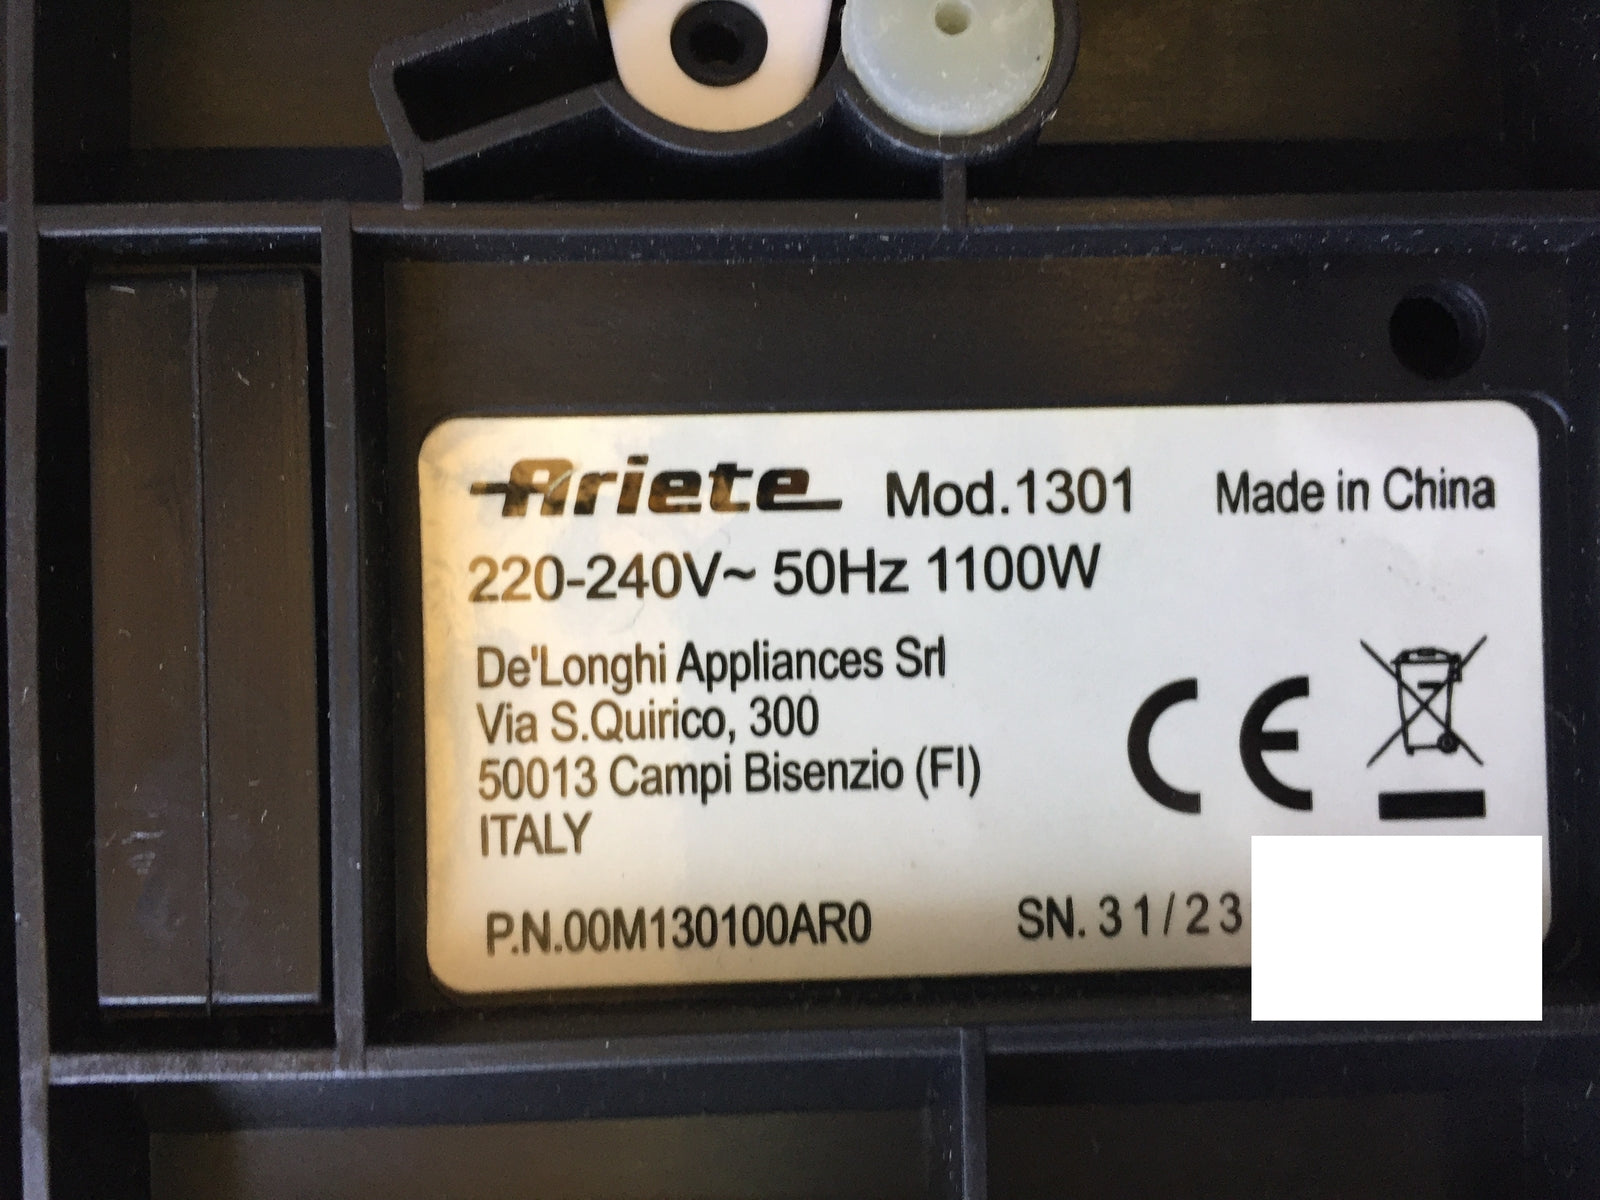 Ariete Mod.1301 Made in China
220-240V~ 50Hz 1100W
De'Longhi Appliances Srl
Via S.Quirico, 300
50013 Campi Bisenzio (FI)
ITALY
CE
P.N.00M130100AR0 SN. 31/23